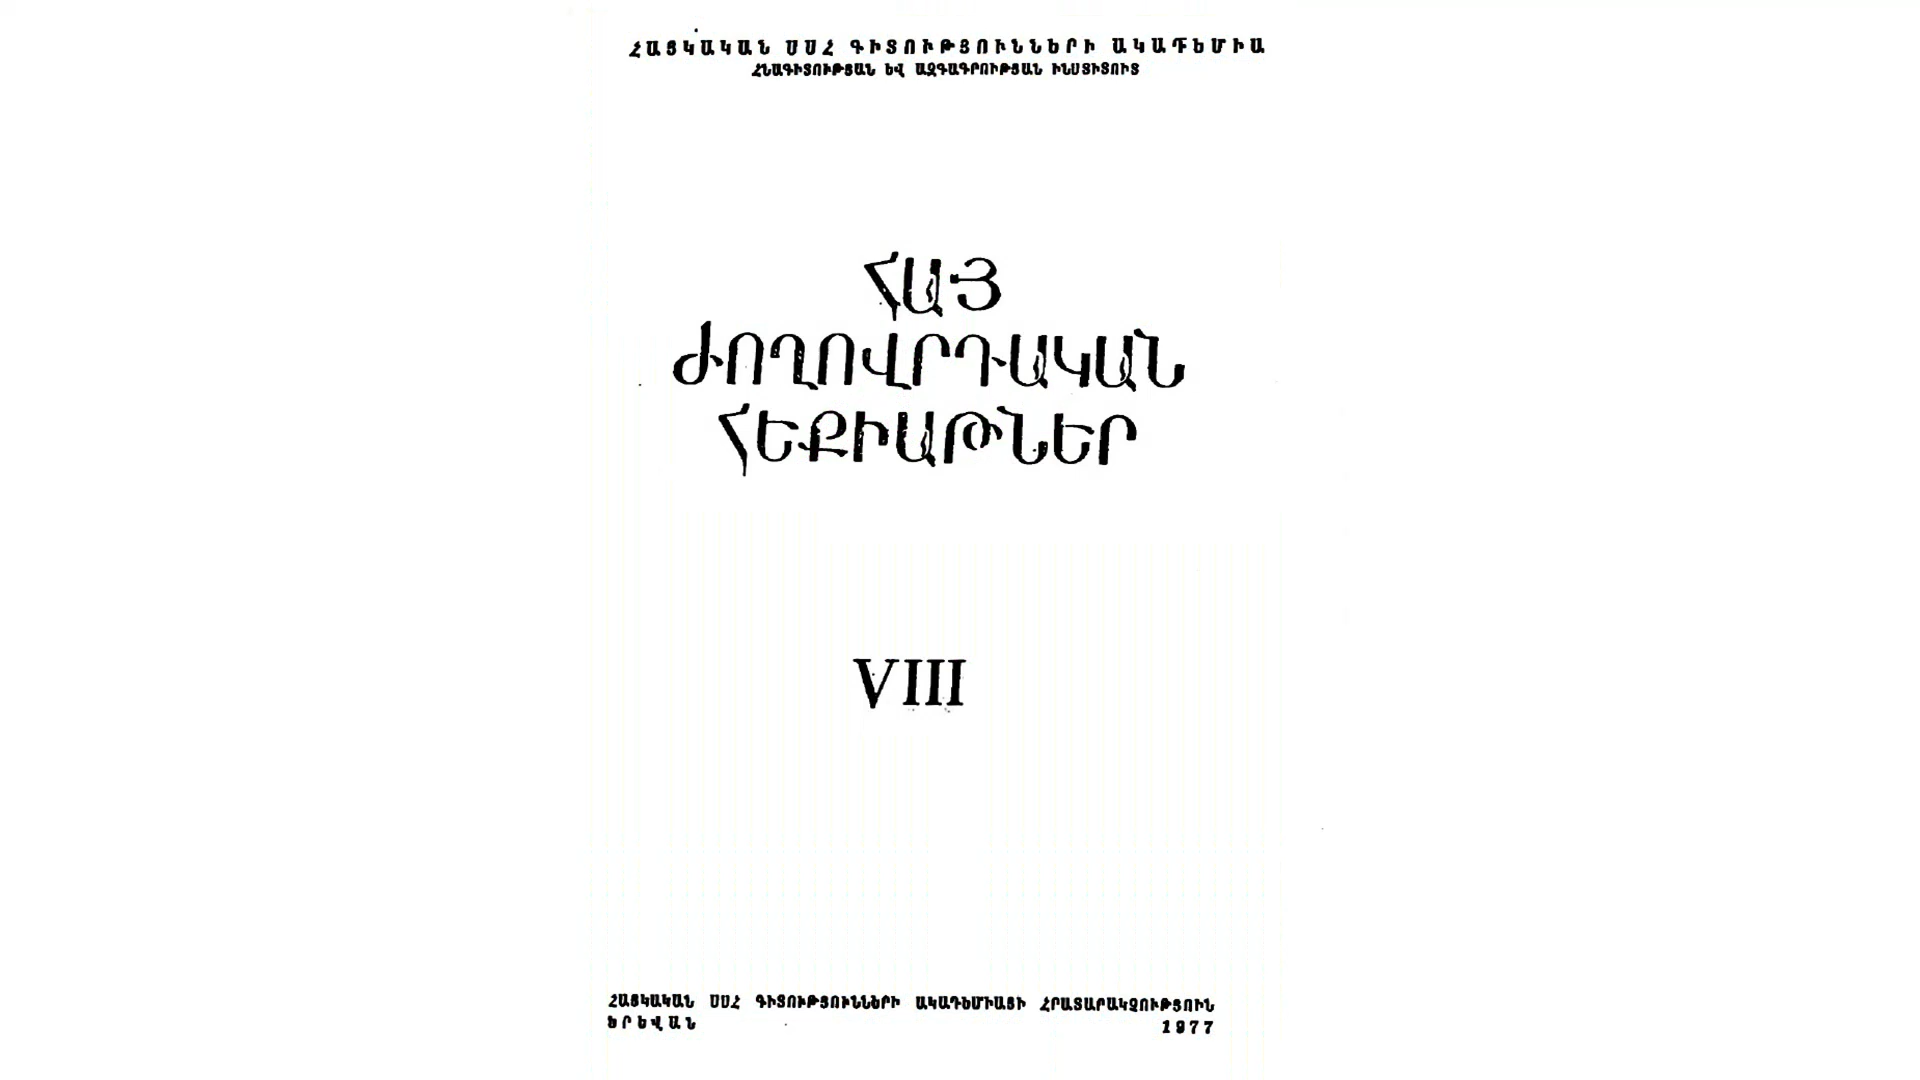 ՀԱՅԿԱԿԱՆ ՍՍՀ ԳԻՏՈՒԹՅՈՒՆՆԵՐԻ ԱԿԱԴԵՄԻԱ
ՀՆԱԳԻՏՈՒԹՅԱՆ ԵՎ ԱԶԳԱԳՐՈՒԹՅԱՆ ԻՆՍՏԻՏՈՒՏ
ՀԱՅ
ԺՈՂՈՎՐԴԱԿԱՆ
ՀԵՔԻԱԹՆԵՐ
VIII
ՀԱՅԿԱԿԱՆ ՍՍՀ ԳԻՏՈՒԹՅՈՒՆՆԵՐԻ ԱԿԱԴԵՄԻԱՅԻ ՀՐԱՏԱՐԱԿՉՈՒԹՅՈՒՆ
ԵՐԵՎԱՆ 1977